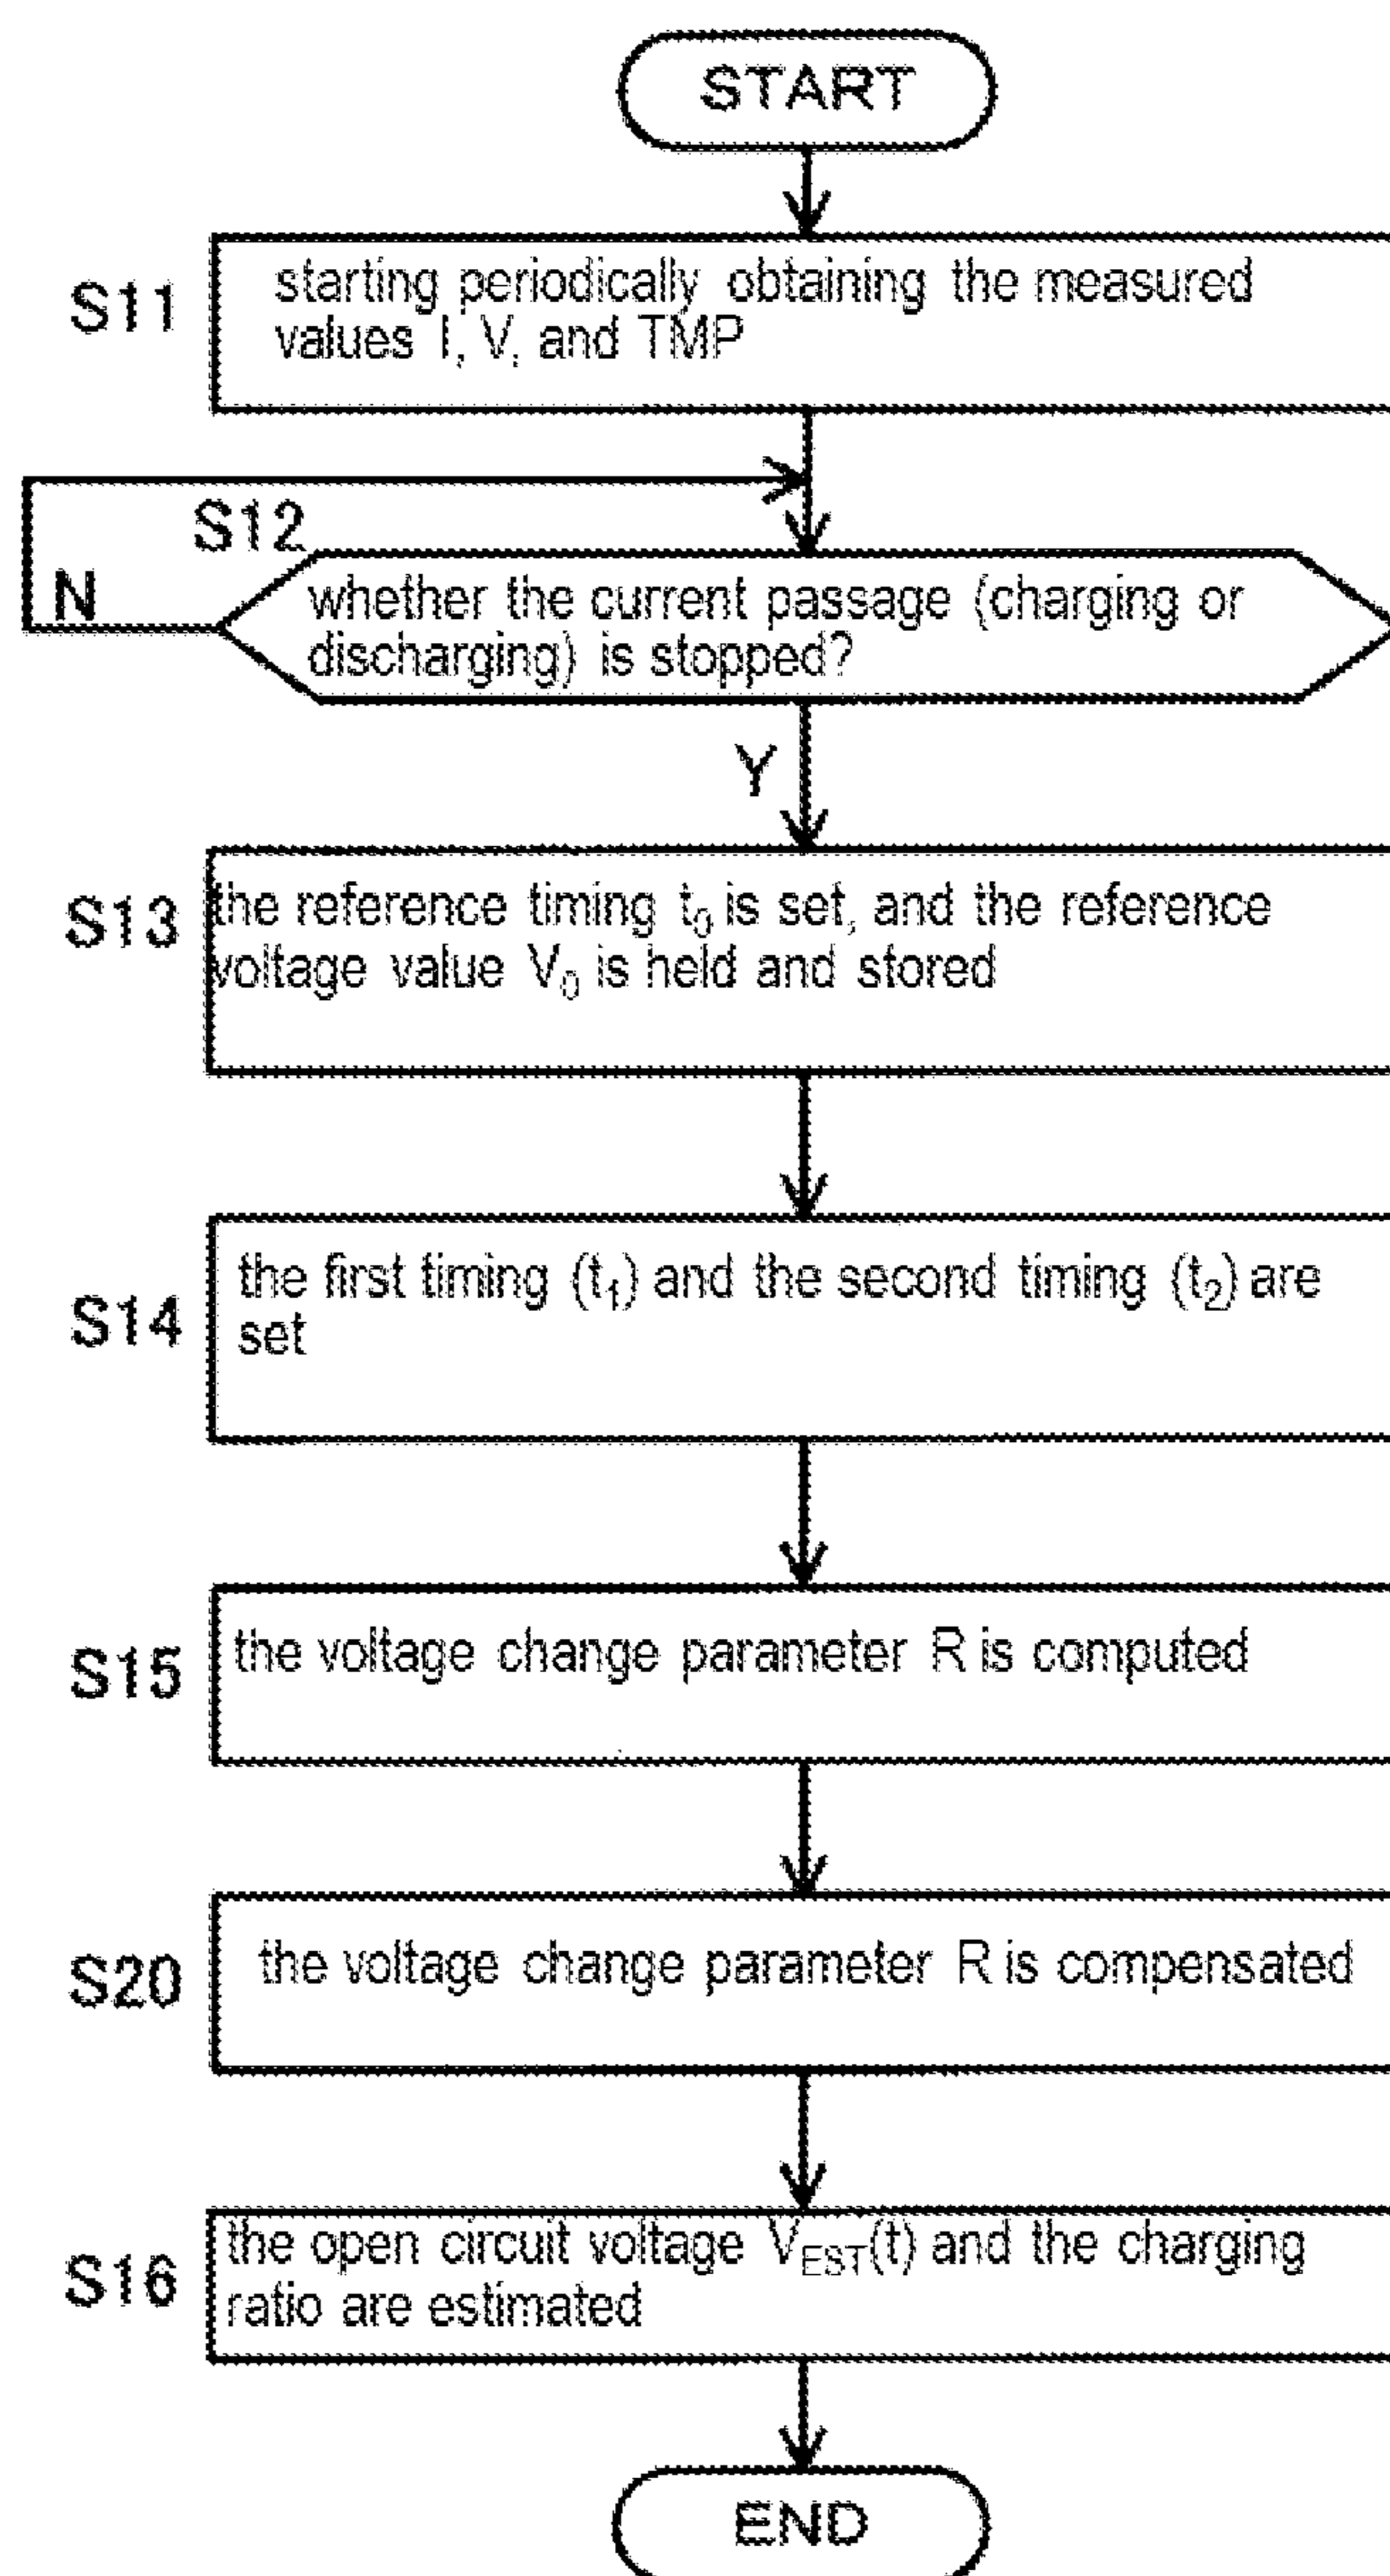 START
S11
starting periodically obtaining the measured
values I, V, and TMP
S12
N
whether the current passage (charging or
discharging) is stopped?
Y
S13
the reference timing t₀ is set, and the reference
voltage value V₀ is held and stored
S14
the first timing (t₁) and the second timing (t₂) are
set
S15
the voltage change parameter R is computed
S20
the voltage change parameter R is compensated
S16
the open circuit voltage V_EST(t) and the charging
ratio are estimated
END